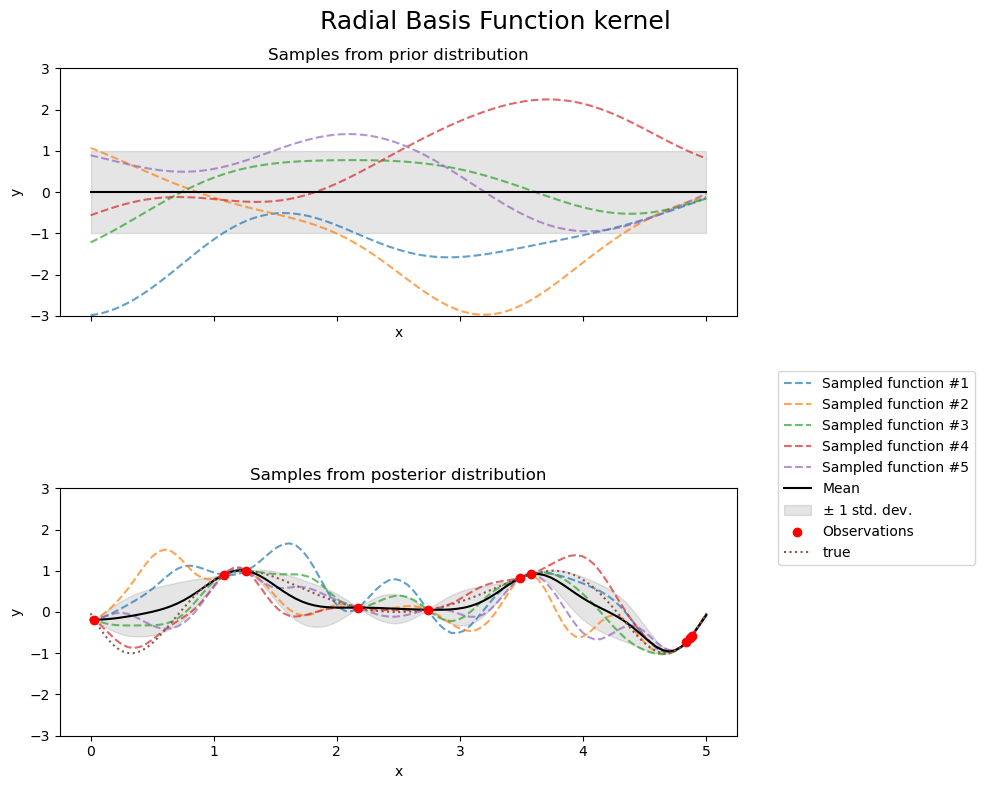 Radial Basis Function kernel
Samples from prior distribution
3
2
1
0
−1
−2
−3
y
x
Samples from posterior distribution
3
2
1
0
−1
−2
−3
y
0 1 2 3 4 5
x
Sampled function #1
Sampled function #2
Sampled function #3
Sampled function #4
Sampled function #5
Mean
± 1 std. dev.
Observations
true